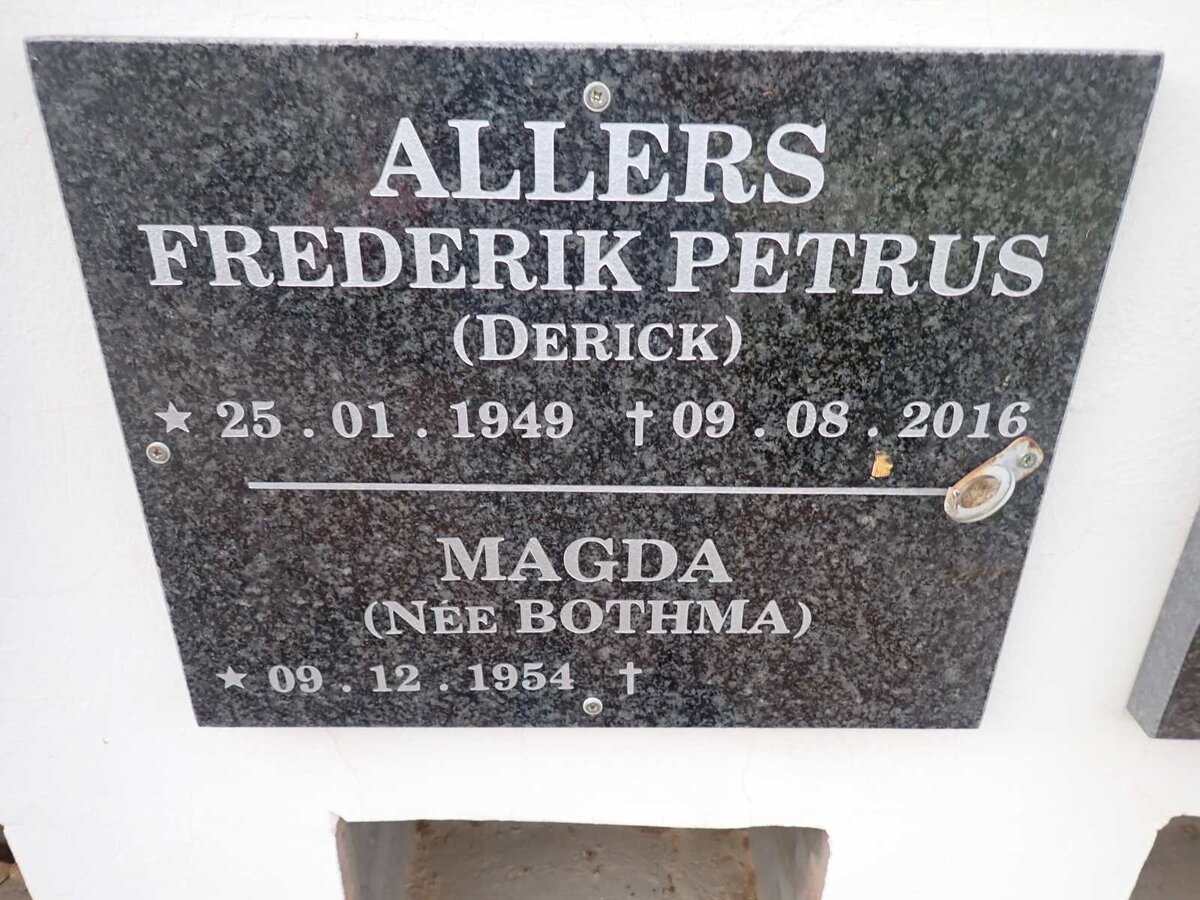 ALLERS
FREDERIK PETRUS
(DERICK)
★ 25 . 01 . 1949 ✝ 09 . 08 . 2016
MAGDA
(NÉE BOTHMA)
★ 09 . 12 . 1954 ✝